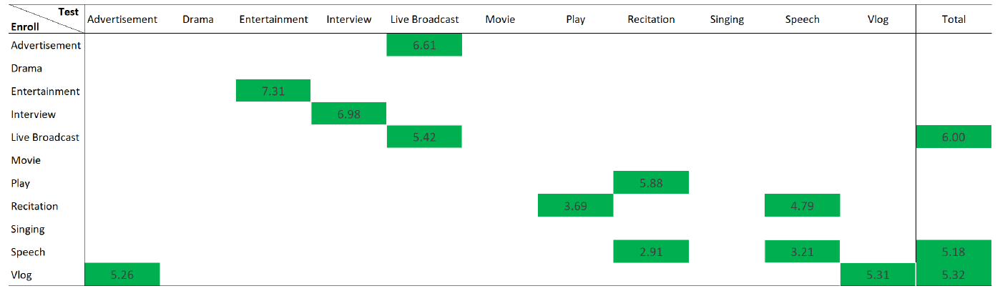 Test
Enroll Advertisement Drama Entertainment Interview Live Broadcast Movie Play Recitation Singing Speech Vlog Total
Advertisement 6.61
Drama
Entertainment 7.31
Interview 6.98
Live Broadcast 5.42 6.00
Movie
Play 5.88
Recitation 3.69 4.79
Singing
Speech 2.91 3.21 5.18
Vlog 5.26 5.31 5.32